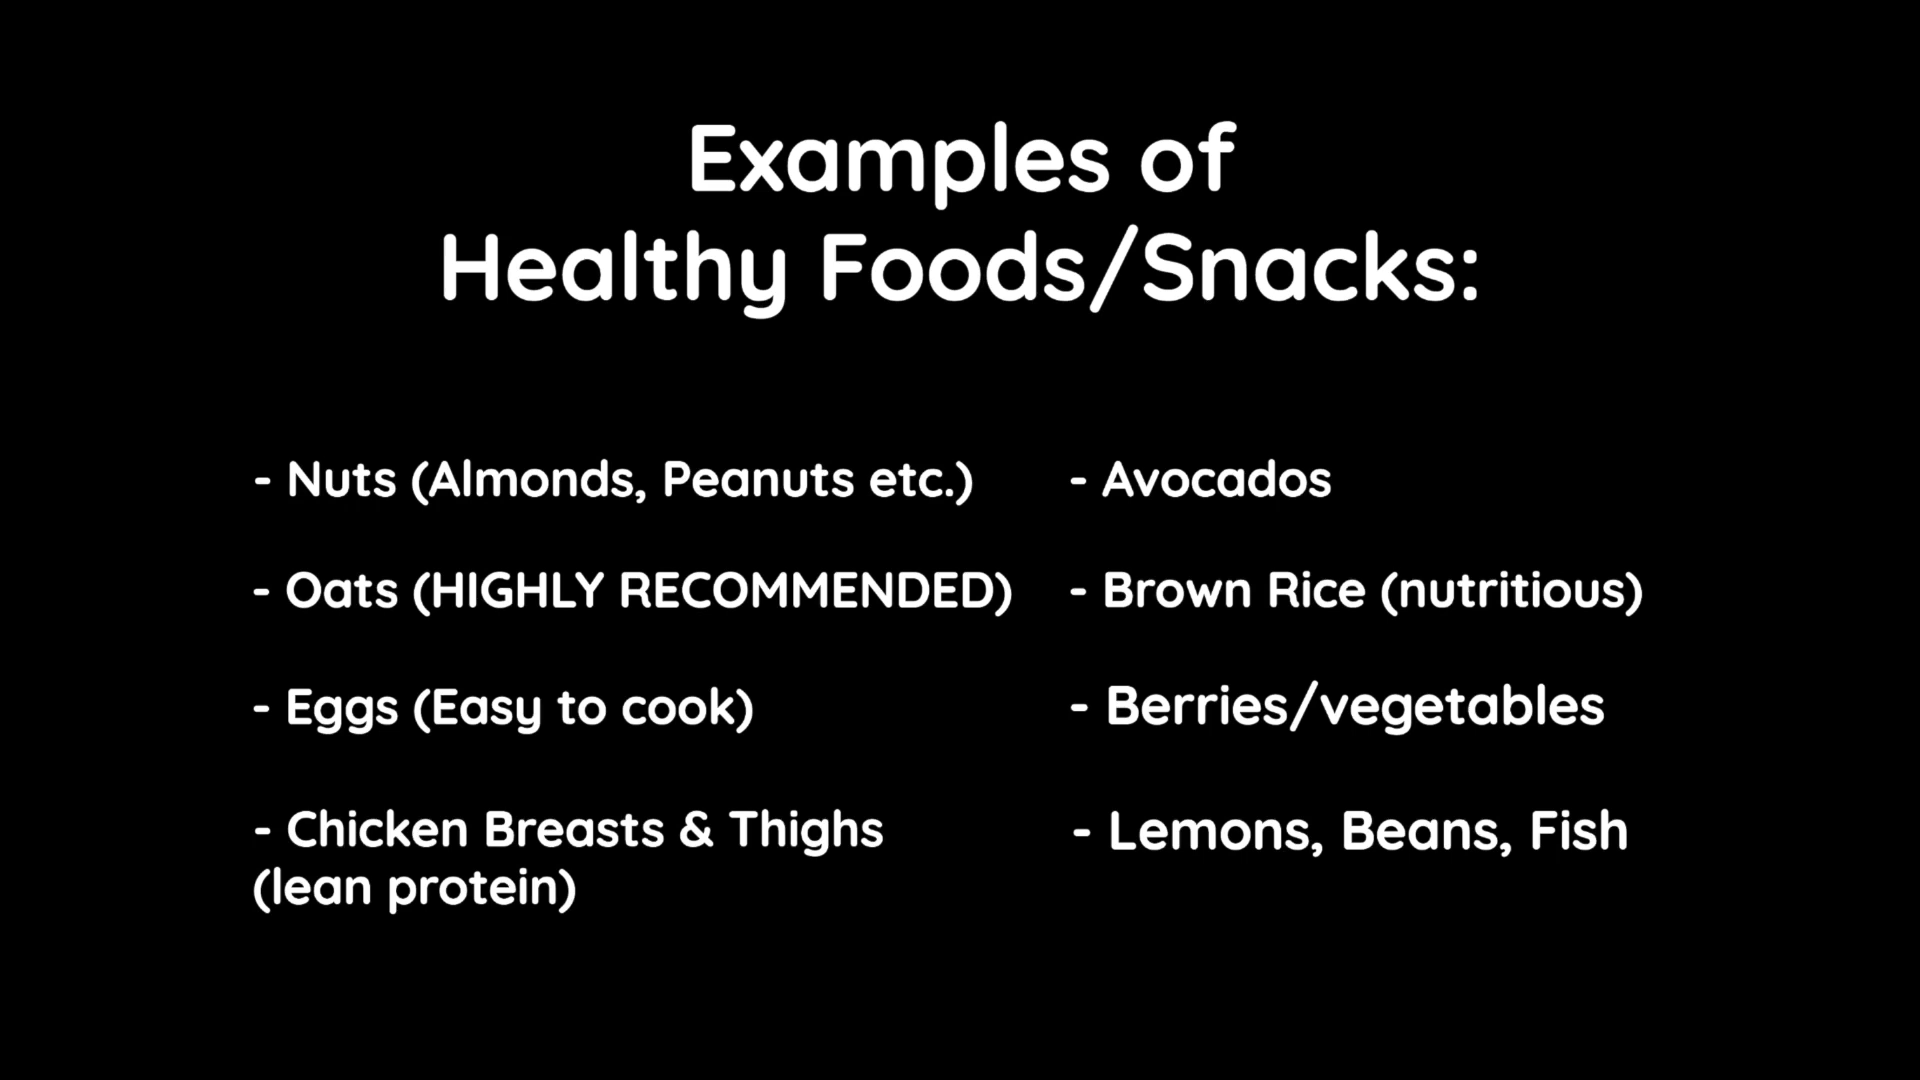 Examples of
Healthy Foods/Snacks:
- Nuts (Almonds, Peanuts etc.)
- Oats (HIGHLY RECOMMENDED)
- Eggs (Easy to cook)
- Chicken Breasts & Thighs
(lean protein)
- Avocados
- Brown Rice (nutritious)
- Berries/vegetables
- Lemons, Beans, Fish